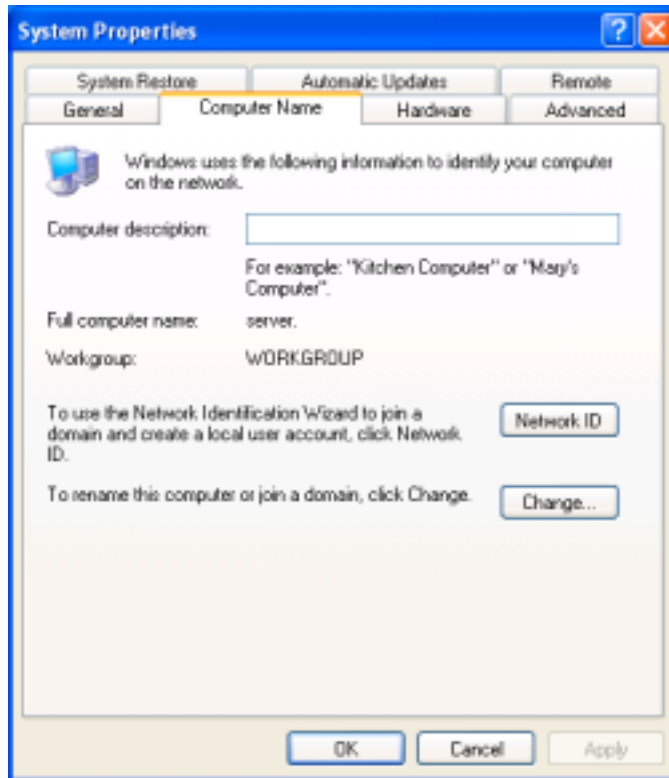 System Properties
System Restore Automatic Updates Remote
General Computer Name Hardware Advanced
Windows uses the following information to identify your computer
on the network.
Computer description:
For example: "Kitchen Computer" or "Mary's
Computer".
Full computer name: server.
Workgroup: WORKGROUP
To use the Network Identification Wizard to join a
domain and create a local user account, click Network
ID.
Network ID
To rename this computer or join a domain, click Change.
Change...
OK Cancel Apply